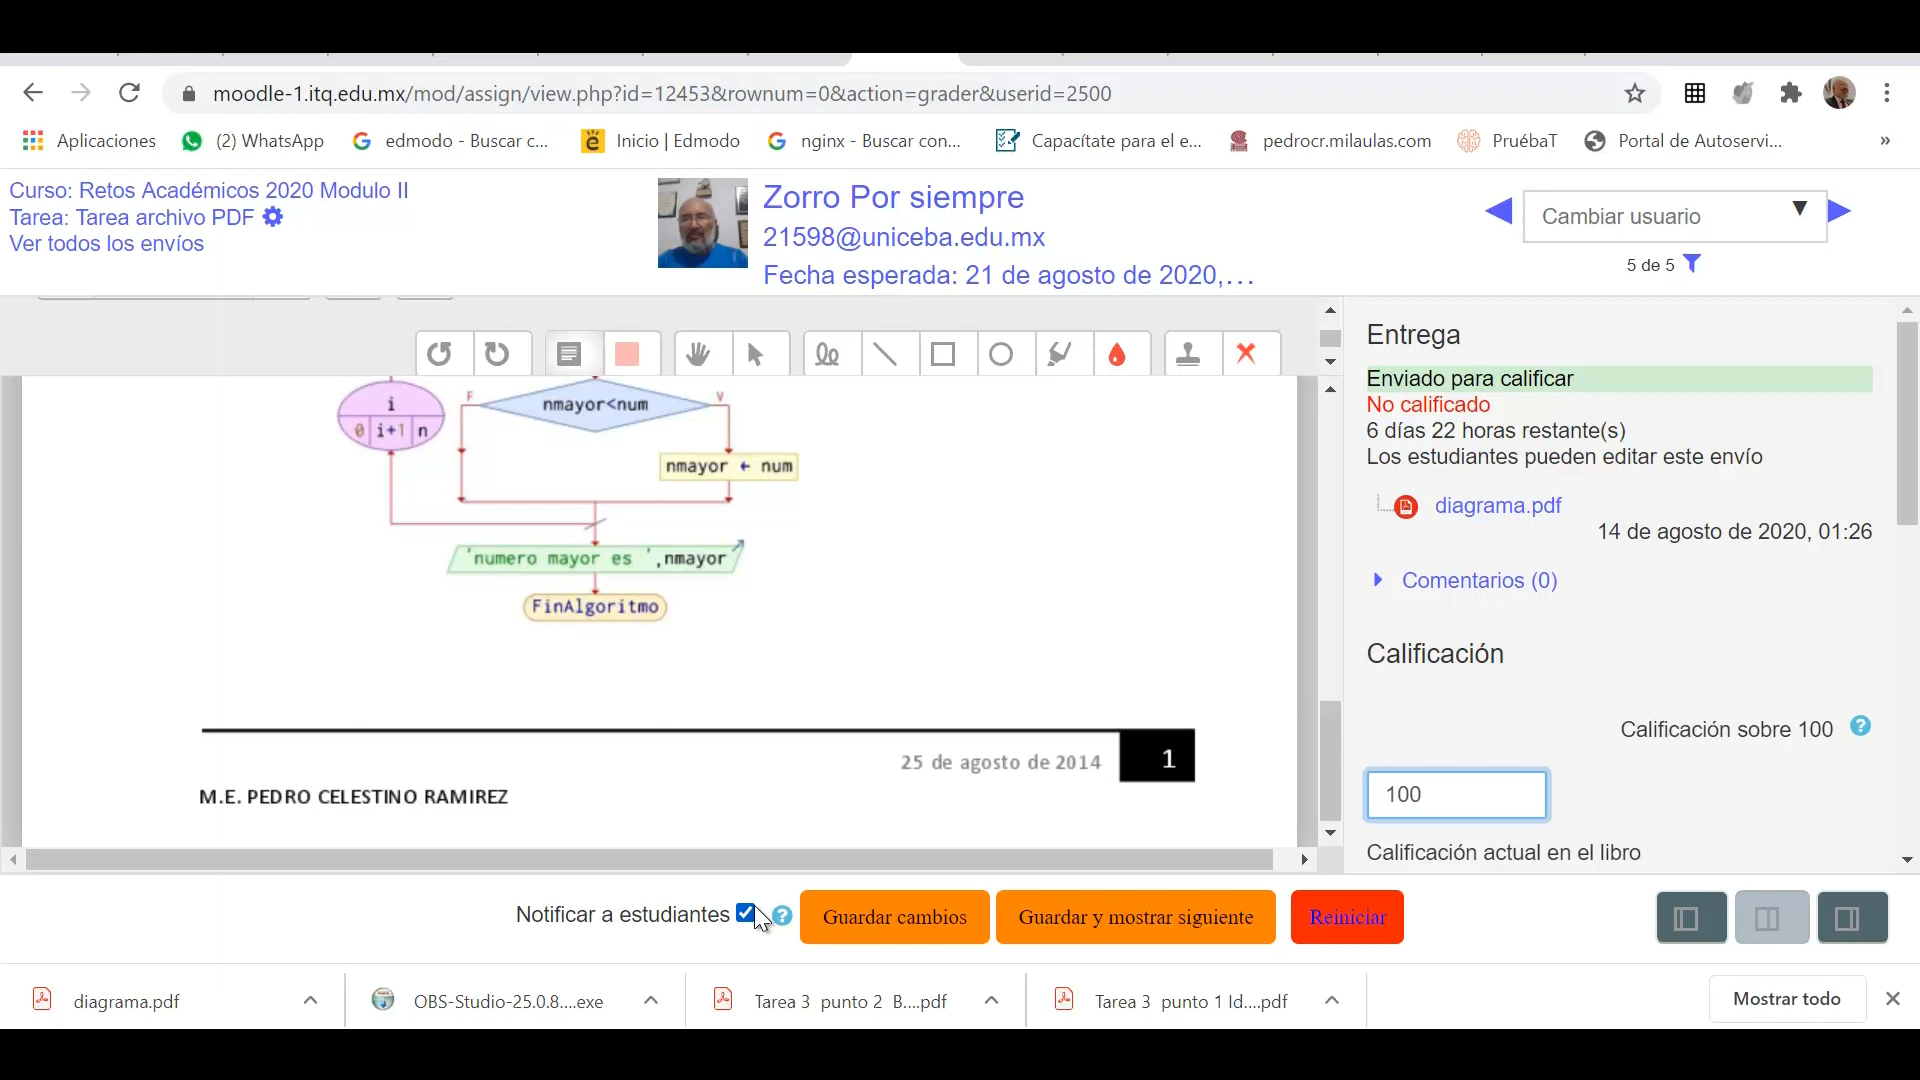 moodle-1.itq.edu.mx/mod/assign/view.php?id=12453&rownum=0&action=grader&userid=2500
Aplicaciones
(2) WhatsApp
edmodo - Buscar c...
Inicio | Edmodo
nginx - Buscar con...
Capacítate para el e...
pedrocr.milaulas.com
PruébaT
Portal de Autoservi...
»
Curso: Retos Académicos 2020 Modulo II
Tarea: Tarea archivo PDF
Ver todos los envíos
Zorro Por siempre
21598@uniceba.edu.mx
Fecha esperada: 21 de agosto de 2020,...
Cambiar usuario
5 de 5
i
0 i+1 n
F
nmayor<num
V
nmayor ← num
'numero mayor es ',nmayor
FinAlgoritmo
25 de agosto de 2014
1
M.E. PEDRO CELESTINO RAMIREZ
Entrega
Enviado para calificar
No calificado
6 días 22 horas restante(s)
Los estudiantes pueden editar este envío
diagrama.pdf
14 de agosto de 2020, 01:26
Comentarios (0)
Calificación
Calificación sobre 100
100
Calificación actual en el libro
Notificar a estudiantes
Guardar cambios
Guardar y mostrar siguiente
Reiniciar
diagrama.pdf
OBS-Studio-25.0.8....exe
Tarea 3 punto 2 B....pdf
Tarea 3 punto 1 Id....pdf
Mostrar todo